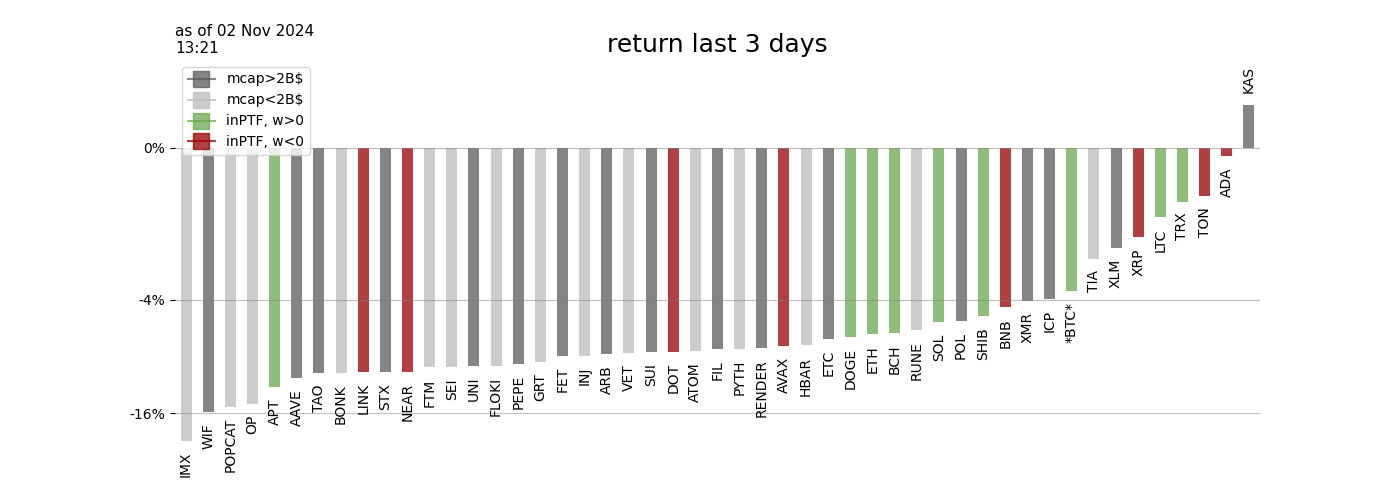 as of 02 Nov 2024
13:21
return last 3 days
mcap>2B$
mcap<2B$
inPTF, w>0
inPTF, w<0
0%
-4%
-16%
IMX
WIF
POPCAT
OP
APT
AAVE
TAO
BONK
LINK
STX
NEAR
FTM
SEI
UNI
FLOKI
PEPE
GRT
FET
INJ
ARB
VET
SUI
DOT
ATOM
FIL
PYTH
RENDER
AVAX
HBAR
ETC
DOGE
ETH
BCH
RUNE
SOL
POL
SHIB
BNB
XMR
ICP
*BTC*
TIA
XLM
XRP
LTC
TRX
TON
ADA
KAS